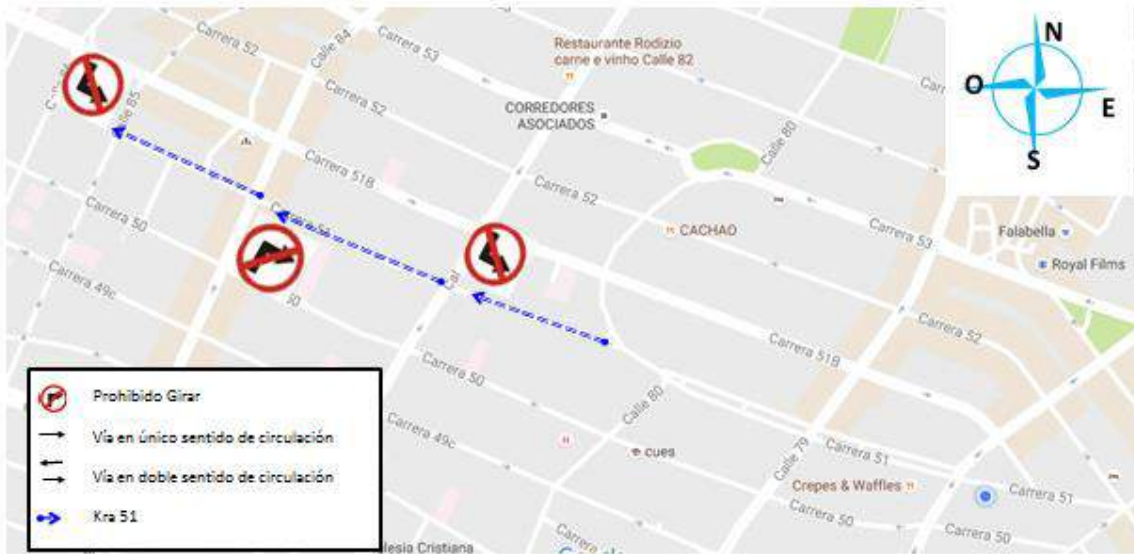 Carrera 52
Calle 84
Carrera 53
Restaurante Rodizio
carne e vinho Calle 82
N
O
E
S
Calle 85
Carrera 52
CORREDORES
ASOCIADOS
Calle 80
Carrera 51B
Carrera 52
Carrera 50
CACHAO
Carrera 53
Falabella
Royal Films
Carrera 49c
Carrera 52
Carrera 51B
Carrera 50
Calle 80
Carrera 49c
cues
Calle 79
Carrera 51
Crepes & Waffles
Carrera 51
Carrera 50
Carrera 50
Prohibido Girar
Vía en único sentido de circulación
Vía en doble sentido de circulación
Kra 51
lesia Cristiana